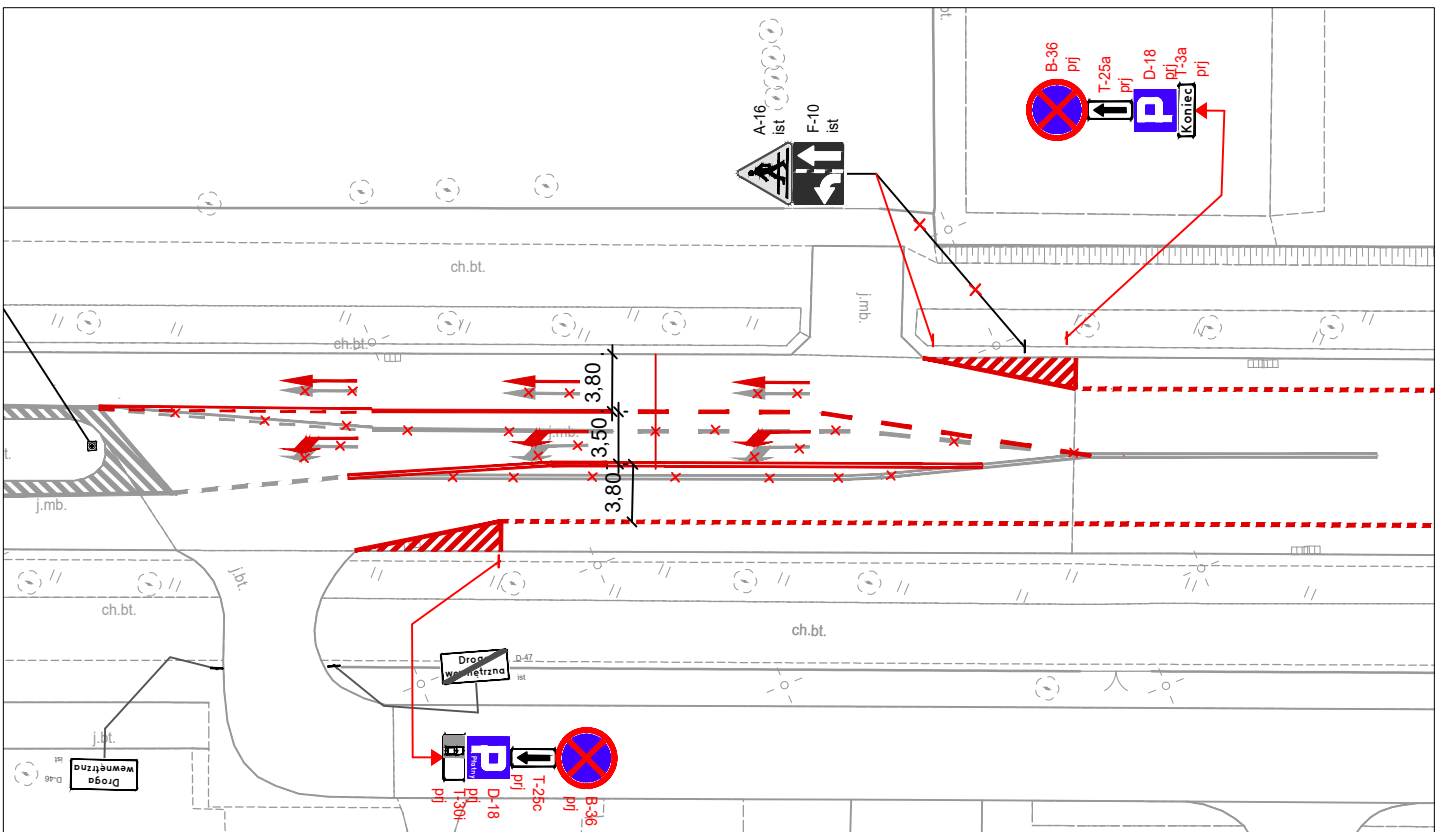 bt.
B-36
prj
T-25a
prj
D-18
prj
T-3a
prj
Koniec
A-16
ist
F-10
ist
ch.bt.
j.mb.
ch.bt.
3,80
3,50
3,80
j.mb.
t.
j.mb.
j.bt.
ch.bt.
ch.bt.
Droga
wewnętrzna
D-47
ist
j.bt.
Droga
wewnętrzna
D-46
ist
P
Płatny
T-30i
prj
D-18
prj
T-25c
prj
B-36
prj
P